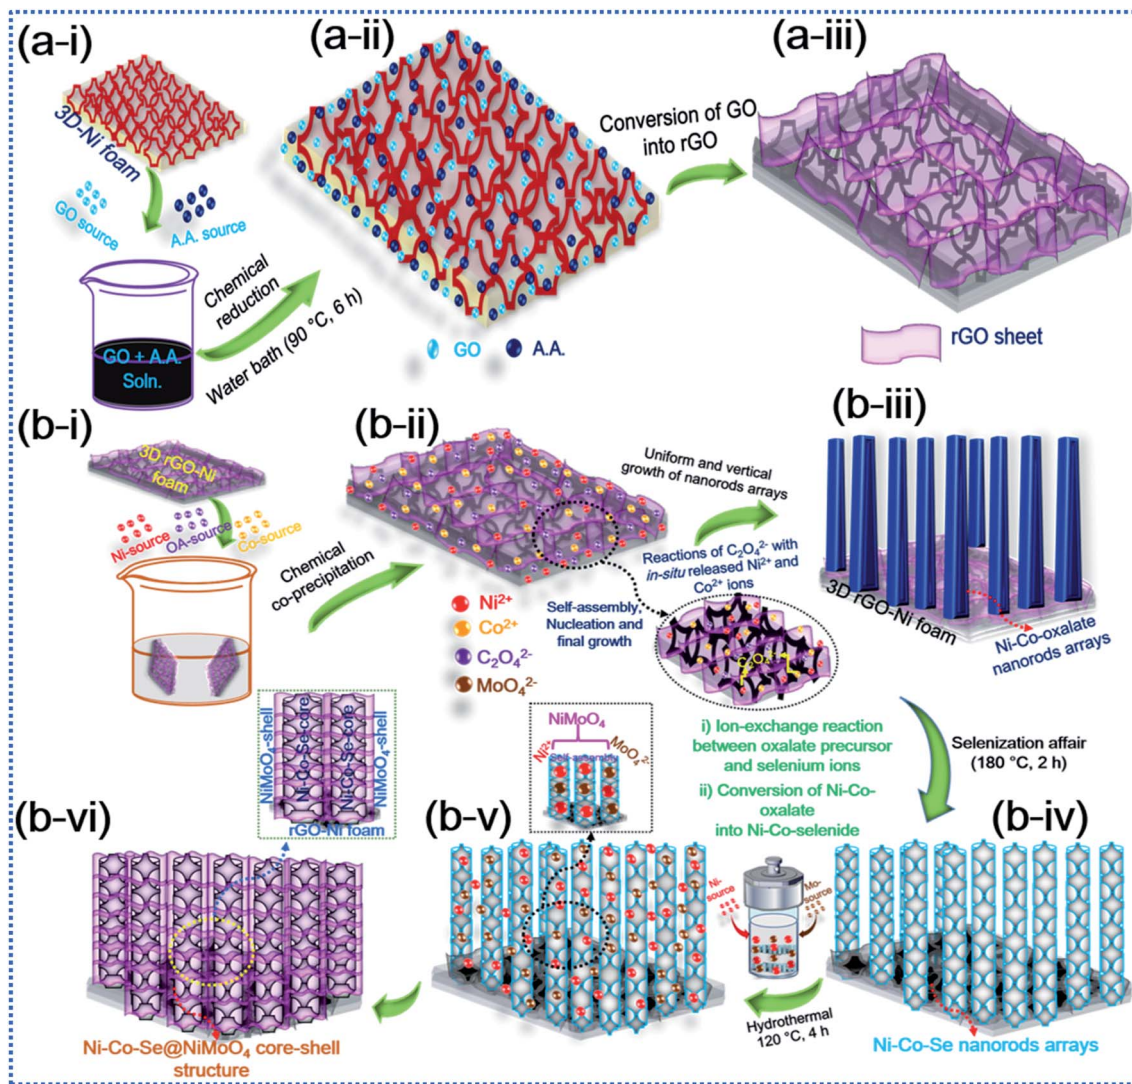 (a-i)
3D-Ni foam
GO source
A.A. source
GO + A.A.
Soln.
Chemical
reduction
Water bath (90 °C, 6 h)
(a-ii)
GO
A.A.
Conversion of GO
into rGO
(a-iii)
rGO sheet
(b-i)
3D rGO-Ni
foam
Ni-source
OA-source
Co-source
Chemical
co-precipitation
(b-ii)
Ni²⁺
Co²⁺
C₂O₄²⁻
MoO₄²⁻
Uniform and vertical
growth of nanorods arrays
Reactions of C₂O₄²⁻ with
in-situ released Ni²⁺ and
Co²⁺ ions
Self-assembly,
Nucleation and
final growth
C₂O₄²⁻
(b-iii)
3D rGO-Ni foam
Ni-Co-oxalate
nanorods arrays
i) Ion-exchange reaction
between oxalate precursor
and selenium ions
ii) Conversion of Ni-Co-
oxalate
into Ni-Co-selenide
Selenization affair
(180 °C, 2 h)
(b-iv)
Ni-Co-Se nanorods arrays
Ni-
source
Mo-
source
Hydrothermal
120 °C, 4 h
(b-v)
NiMoO₄
Ni²⁺
MoO₄²⁻
Self-assembly
(b-vi)
NiMoO₄-shell
Ni-Co-Se-core
Ni-Co-Se-core
NiMoO₄-shell
rGO-Ni foam
Ni-Co-Se@NiMoO₄ core-shell
structure